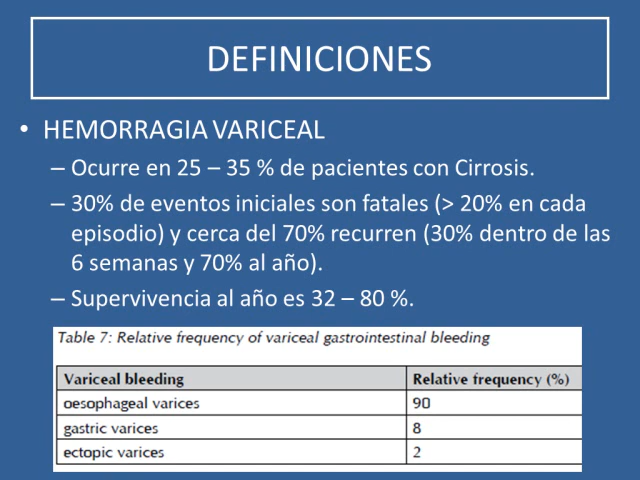 DEFINICIONES
• HEMORRAGIA VARICEAL
– Ocurre en 25 – 35 % de pacientes con Cirrosis.
– 30% de eventos iniciales son fatales (> 20% en cada
episodio) y cerca del 70% recurren (30% dentro de las
6 semanas y 70% al año).
– Supervivencia al año es 32 – 80 %.
Table 7: Relative frequency of variceal gastrointestinal bleeding
Variceal bleeding Relative frequency (%)
oesophageal varices 90
gastric varices 8
ectopic varices 2